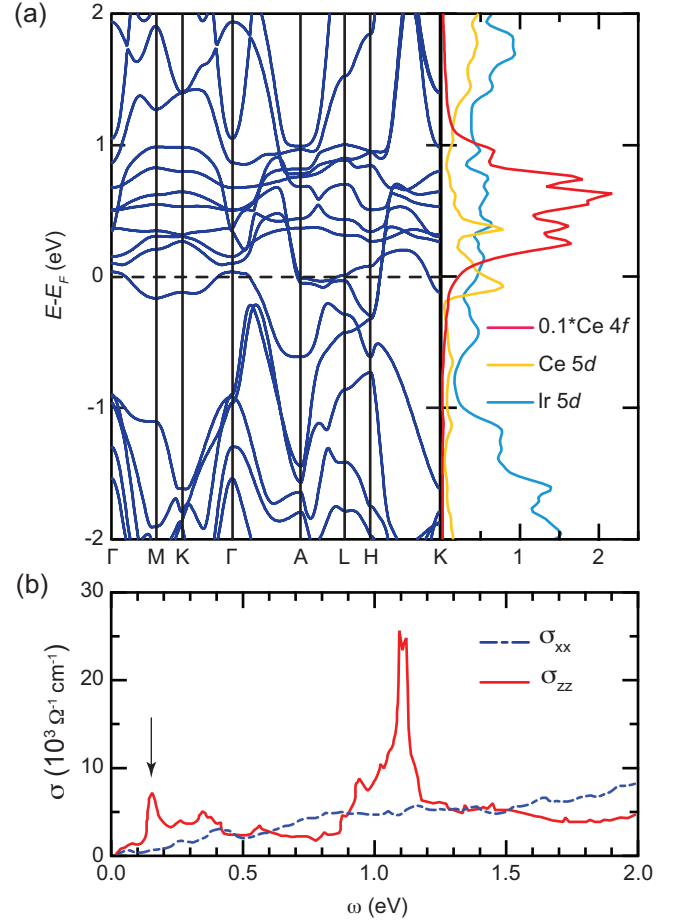 (a)
2
1
0
-1
-2
E-E_F (eV)
0.1*Ce 4f
Ce 5d
Ir 5d
Γ M K Γ A L H K 1 2
(b)
30
20
10
0
σ (10³ Ω⁻¹ cm⁻¹)
σ_xx
σ_zz
0.0 0.5 1.0 1.5 2.0
ω (eV)